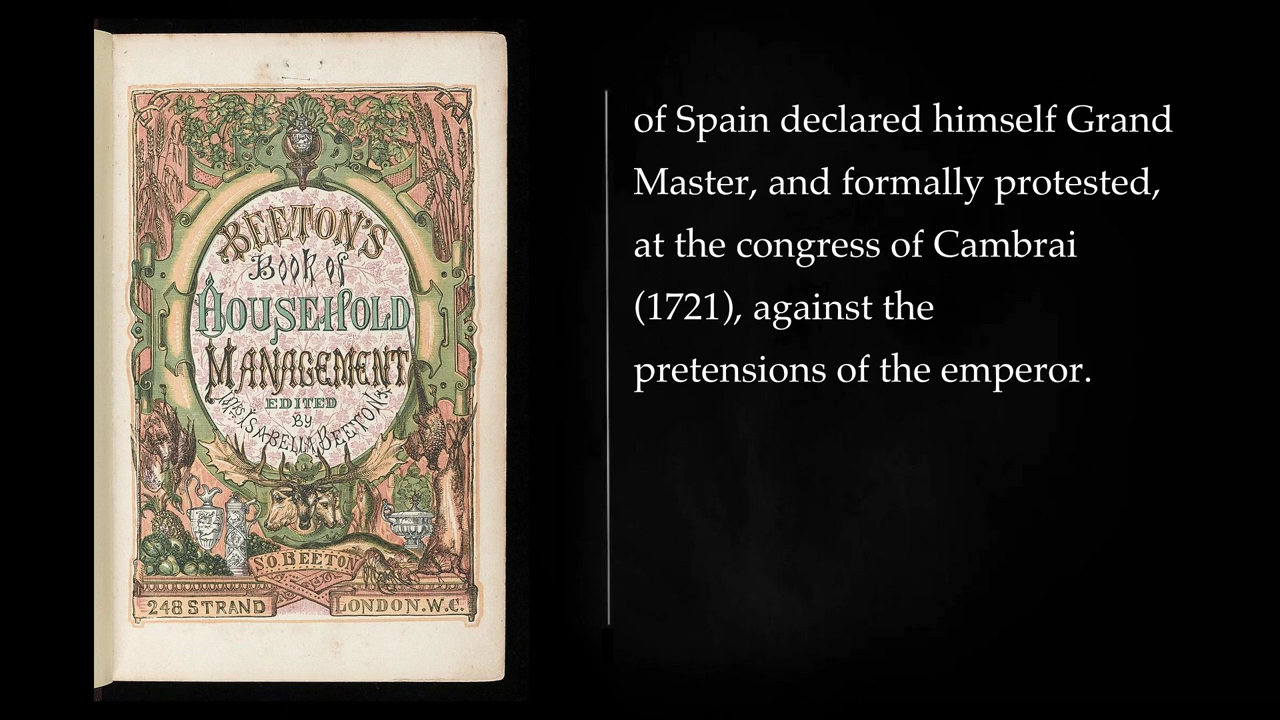 BEETON'S
Book of
HOUSEHOLD
MANAGEMENT
EDITED
BY
MRS ISABELLA BEETON
S.O. BEETON
248 STRAND
LONDON. W.C.
of Spain declared himself Grand
Master, and formally protested,
at the congress of Cambrai
(1721), against the
pretensions of the emperor.